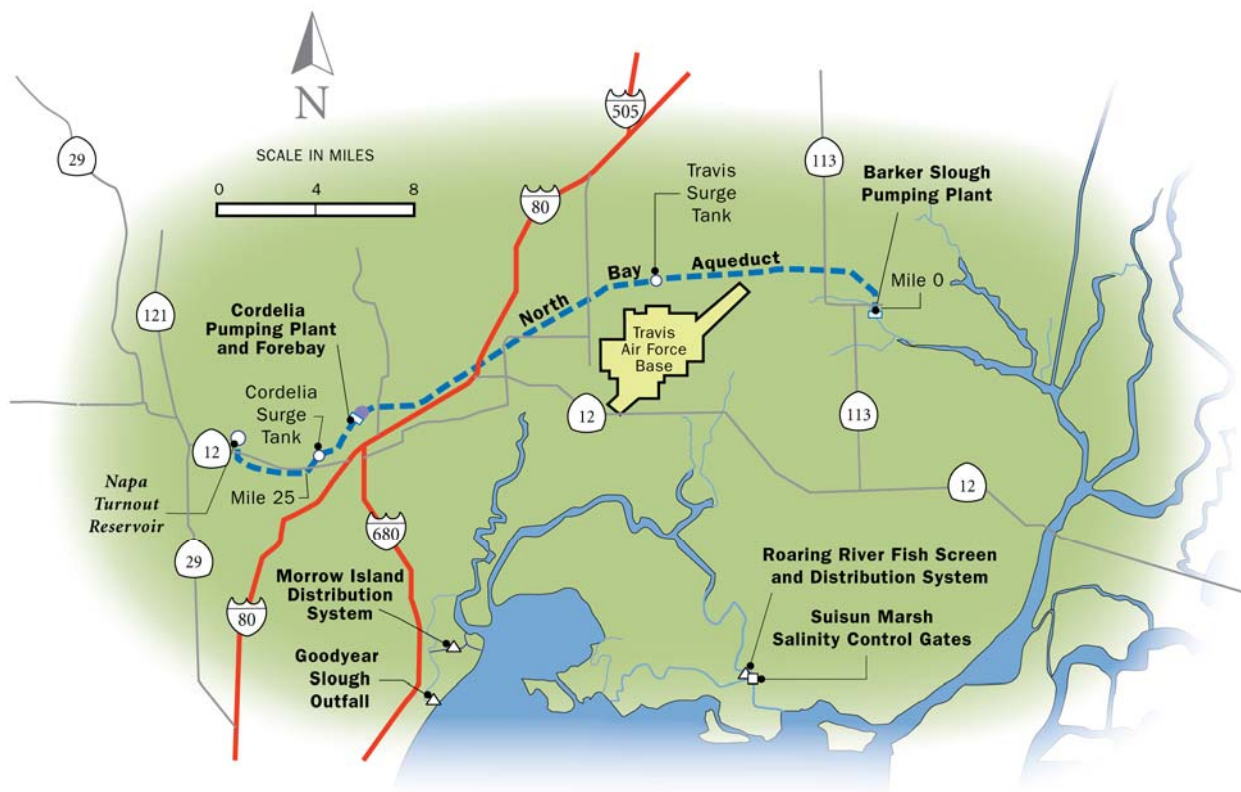 505
29
N
SCALE IN MILES
0 4 8
80
113
Travis
Surge
Tank
Barker Slough
Pumping Plant
Bay
Aqueduct
North
Mile 0
121
Cordelia
Pumping Plant
and Forebay
Travis
Air Force
Base
Cordelia
Surge
Tank
12
113
12
Napa
Turnout
Reservoir
Mile 25
12
680
29
Morrow Island
Distribution
System
Roaring River Fish Screen
and Distribution System
80
Suisun Marsh
Salinity Control Gates
Goodyear
Slough
Outfall